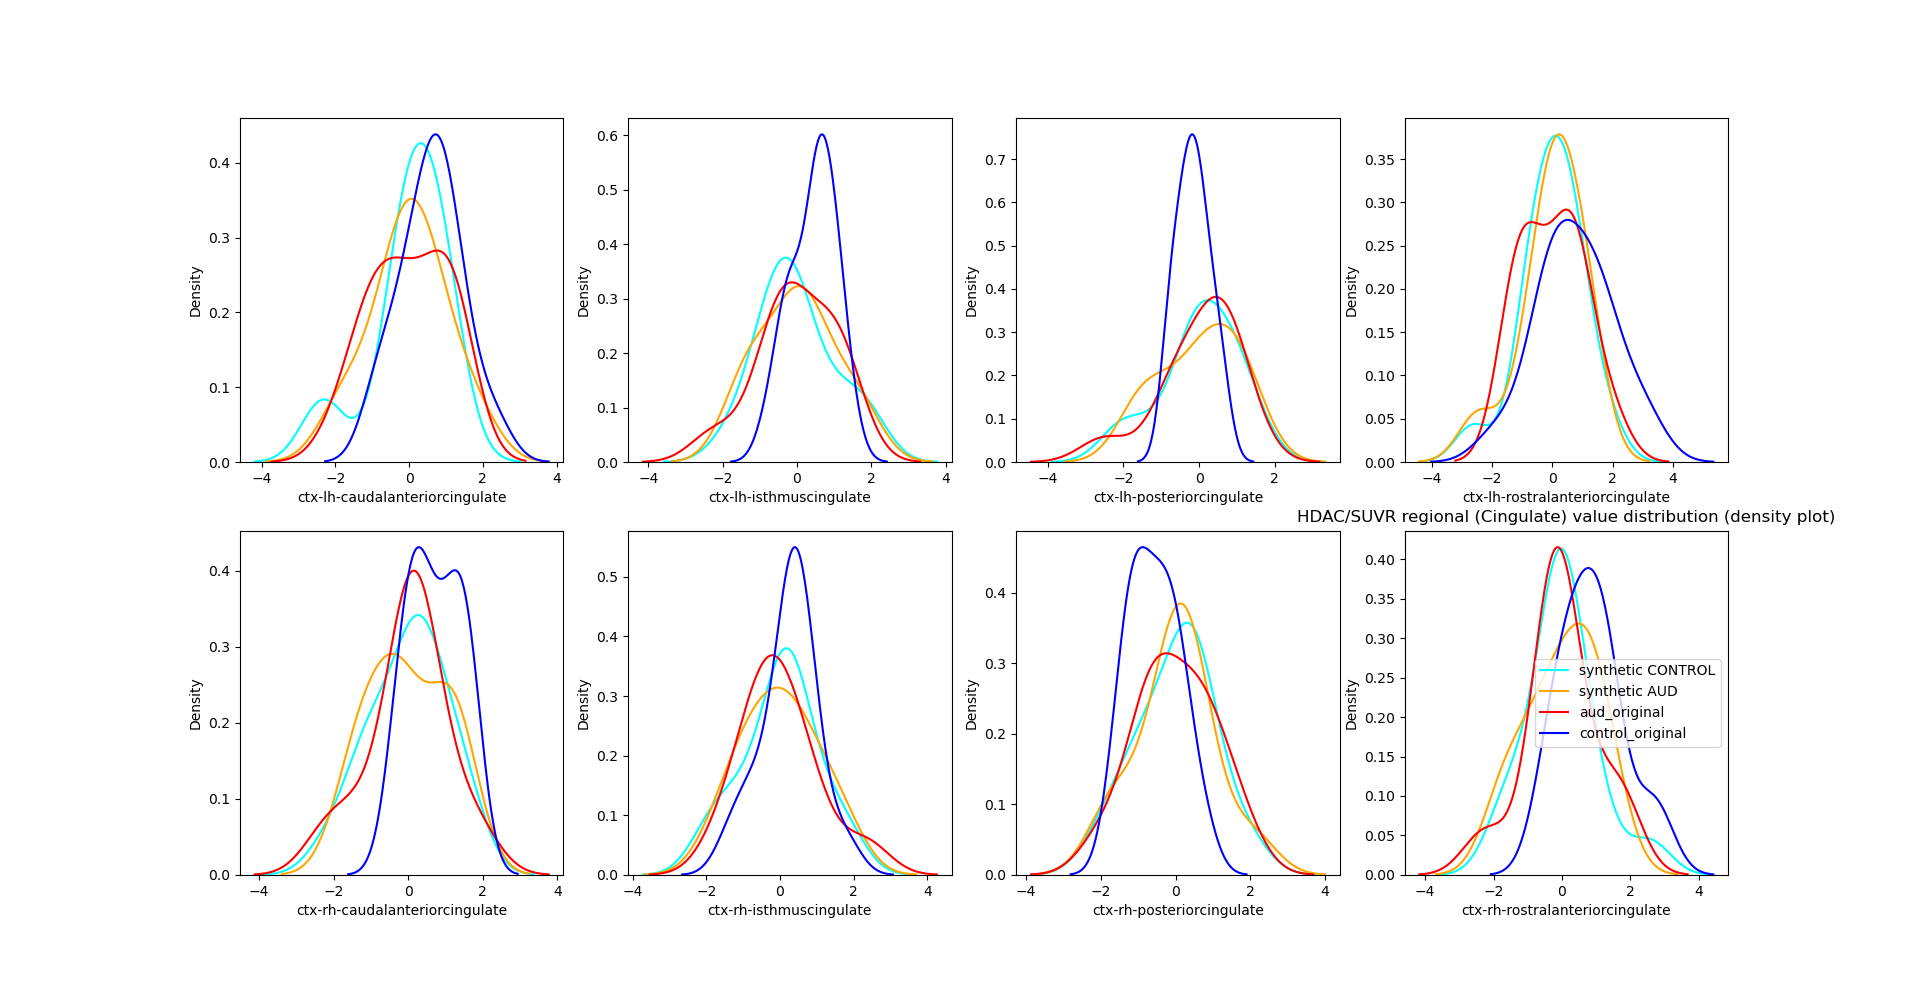 0.4
0.3
0.2
0.1
0.0
Density
−4 −2 0 2 4
ctx-lh-caudalanteriorcingulate
0.6
0.5
0.4
0.3
0.2
0.1
0.0
Density
−4 −2 0 2 4
ctx-lh-isthmuscingulate
0.7
0.6
0.5
0.4
0.3
0.2
0.1
0.0
Density
−4 −2 0 2
ctx-lh-posteriorcingulate
0.35
0.30
0.25
0.20
0.15
0.10
0.05
0.00
Density
−4 −2 0 2 4
ctx-lh-rostralanteriorcingulate
0.4
0.3
0.2
0.1
0.0
Density
−4 −2 0 2 4
ctx-rh-caudalanteriorcingulate
0.5
0.4
0.3
0.2
0.1
0.0
Density
−4 −2 0 2 4
ctx-rh-isthmuscingulate
0.4
0.3
0.2
0.1
0.0
Density
−4 −2 0 2 4
ctx-rh-posteriorcingulate
HDAC/SUVR regional (Cingulate) value distribution (density plot)
0.40
0.35
0.30
0.25
0.20
0.15
0.10
0.05
0.00
Density
synthetic CONTROL
synthetic AUD
aud_original
control_original
−4 −2 0 2 4
ctx-rh-rostralanteriorcingulate